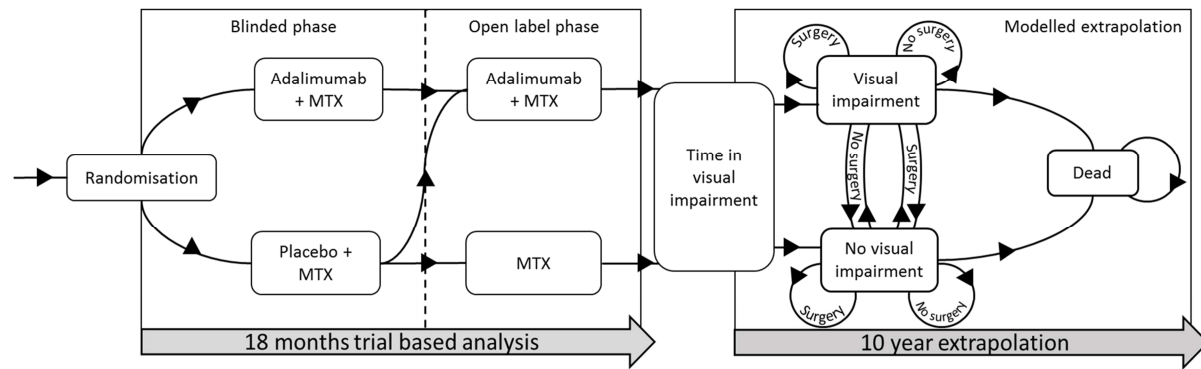 Blinded phase
Open label phase
Modelled extrapolation
Randomisation
Adalimumab
+ MTX
Adalimumab
+ MTX
Placebo +
MTX
MTX
Time in
visual
impairment
Surgery
No surgery
Visual
impairment
No surgery
Surgery
Dead
No visual
impairment
Surgery
No surgery
18 months trial based analysis
10 year extrapolation